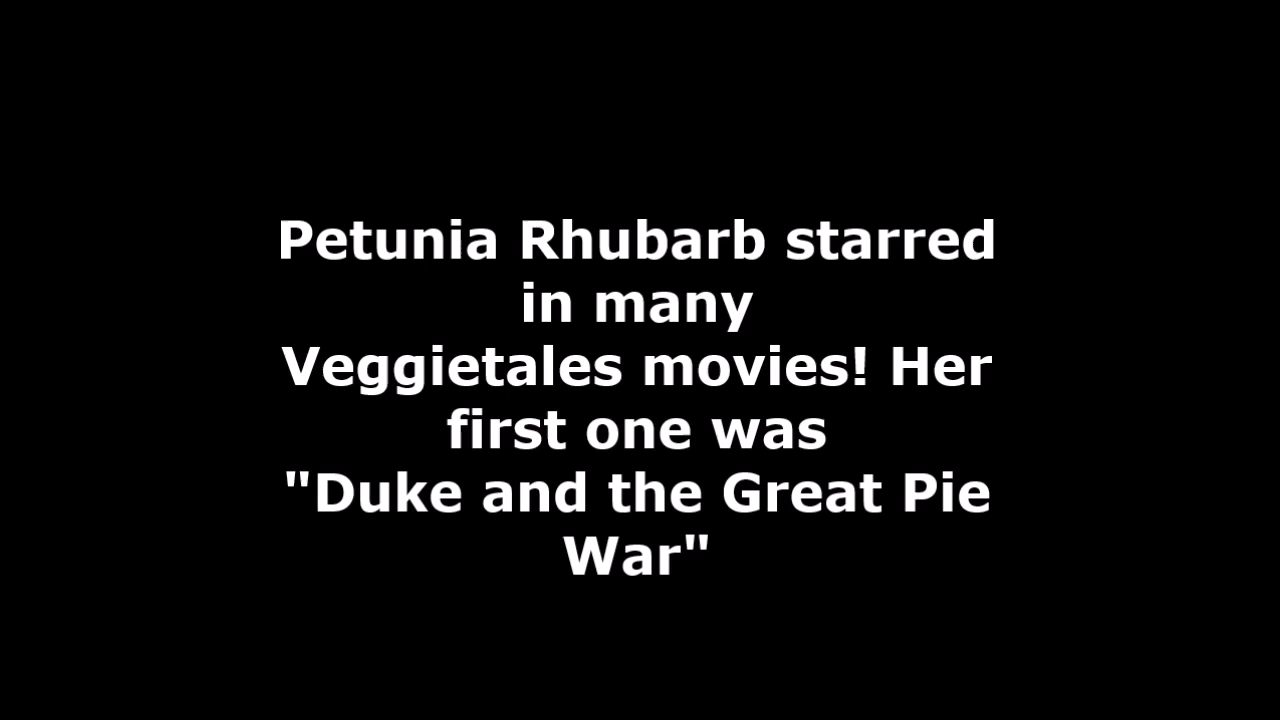 Petunia Rhubarb starred
in many
Veggietales movies! Her
first one was
"Duke and the Great Pie
War"